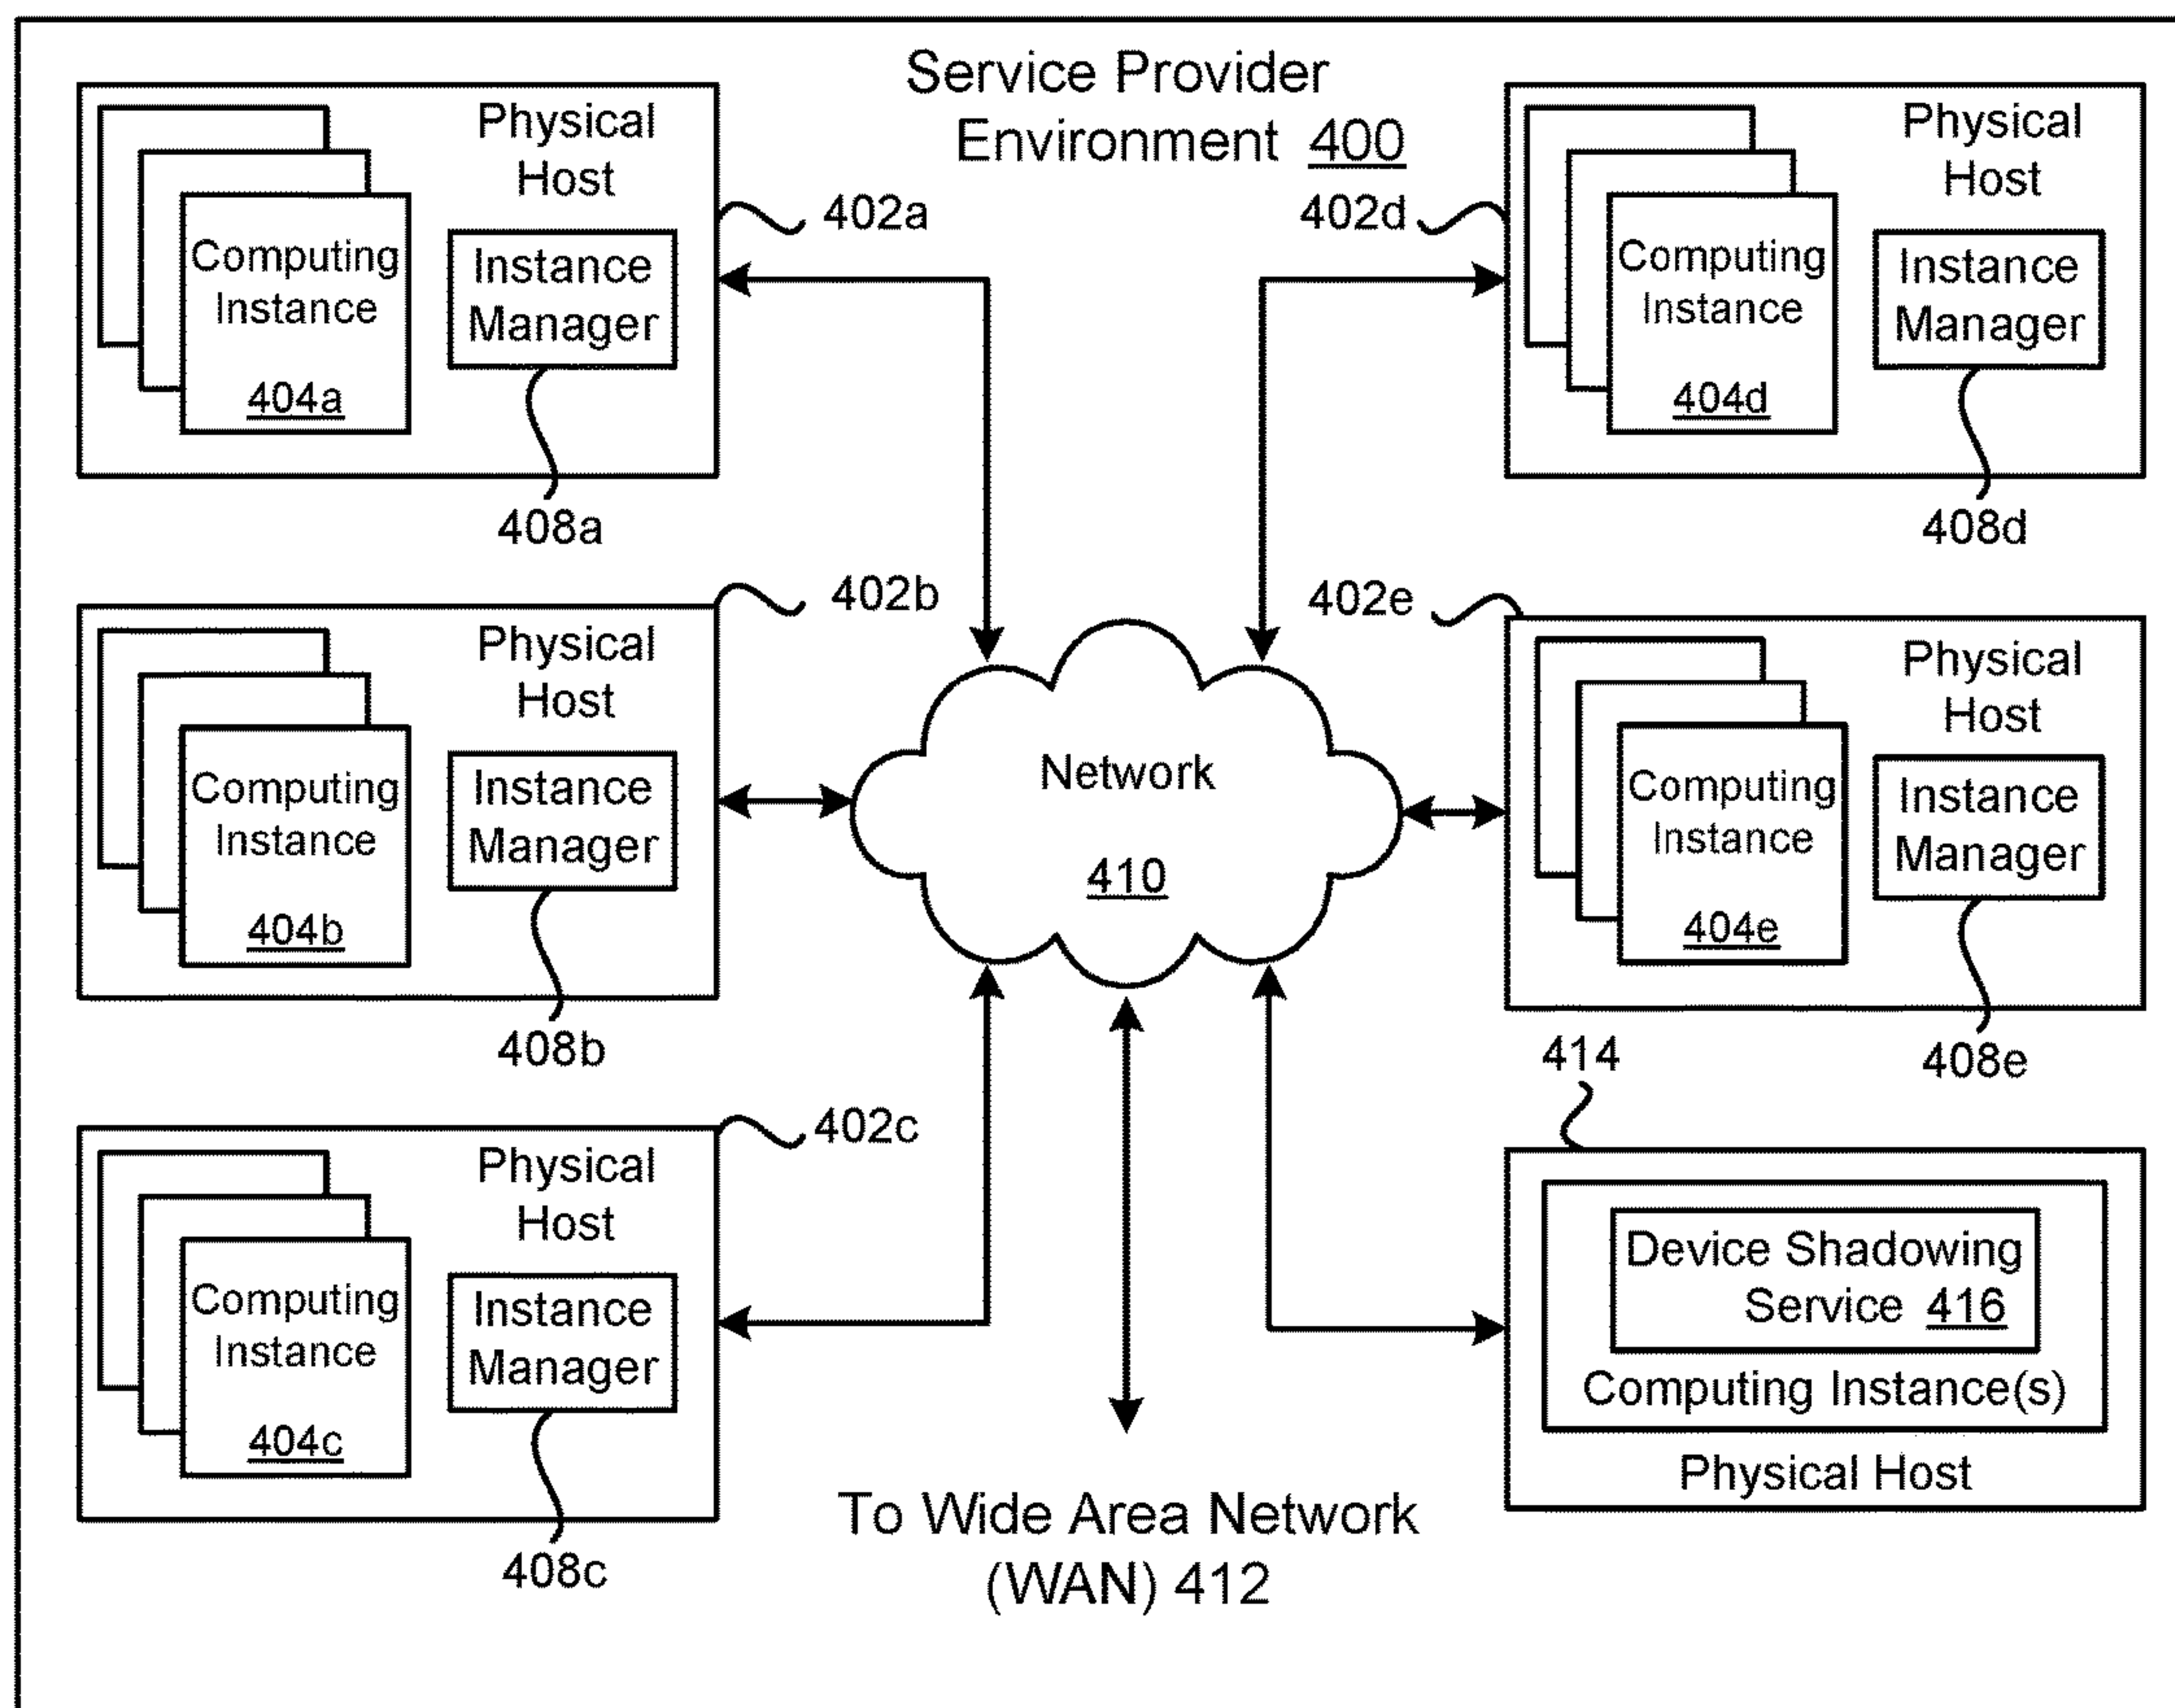 Service Provider
Environment 400
Physical
Host
402a
Computing
Instance
Instance
Manager
404a
408a
402d
Physical
Host
Computing
Instance
Instance
Manager
404d
408d
402b
Physical
Host
Computing
Instance
Instance
Manager
404b
408b
Network
410
402e
Physical
Host
Computing
Instance
Instance
Manager
404e
408e
402c
Physical
Host
Computing
Instance
Instance
Manager
404c
408c
414
Device Shadowing
Service 416
Computing Instance(s)
Physical Host
To Wide Area Network
(WAN) 412